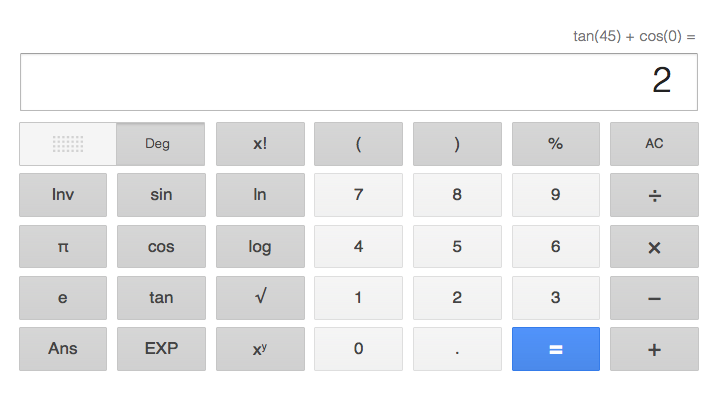 tan(45) + cos(0) =
2
Deg x! ( ) % AC
Inv sin ln 7 8 9 ÷
π cos log 4 5 6 ×
e tan √ 1 2 3 −
Ans EXP xʸ 0 . = +